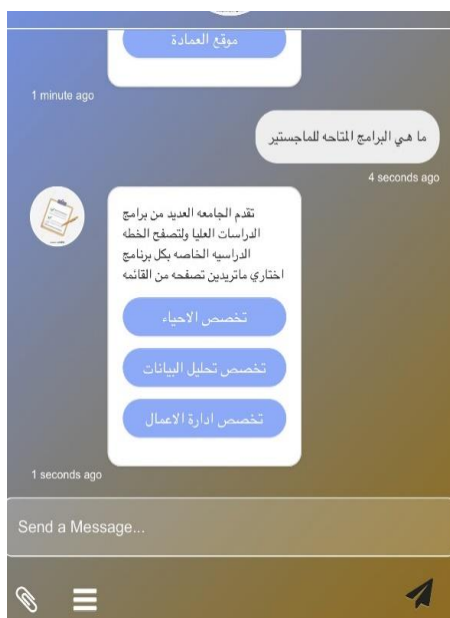 موقع العمادة
1 minute ago
ما هي البرامج المتاحه للماجستير
4 seconds ago
تقدم الجامعه العديد من برامج
الدراسات العليا ولتصفح الخطه
الدراسيه الخاصه بكل برنامج
اختاري ماتريدين تصفحه من القائمه
تخصص الاحياء
تخصص تحليل البيانات
تخصص ادارة الاعمال
1 seconds ago
Send a Message...